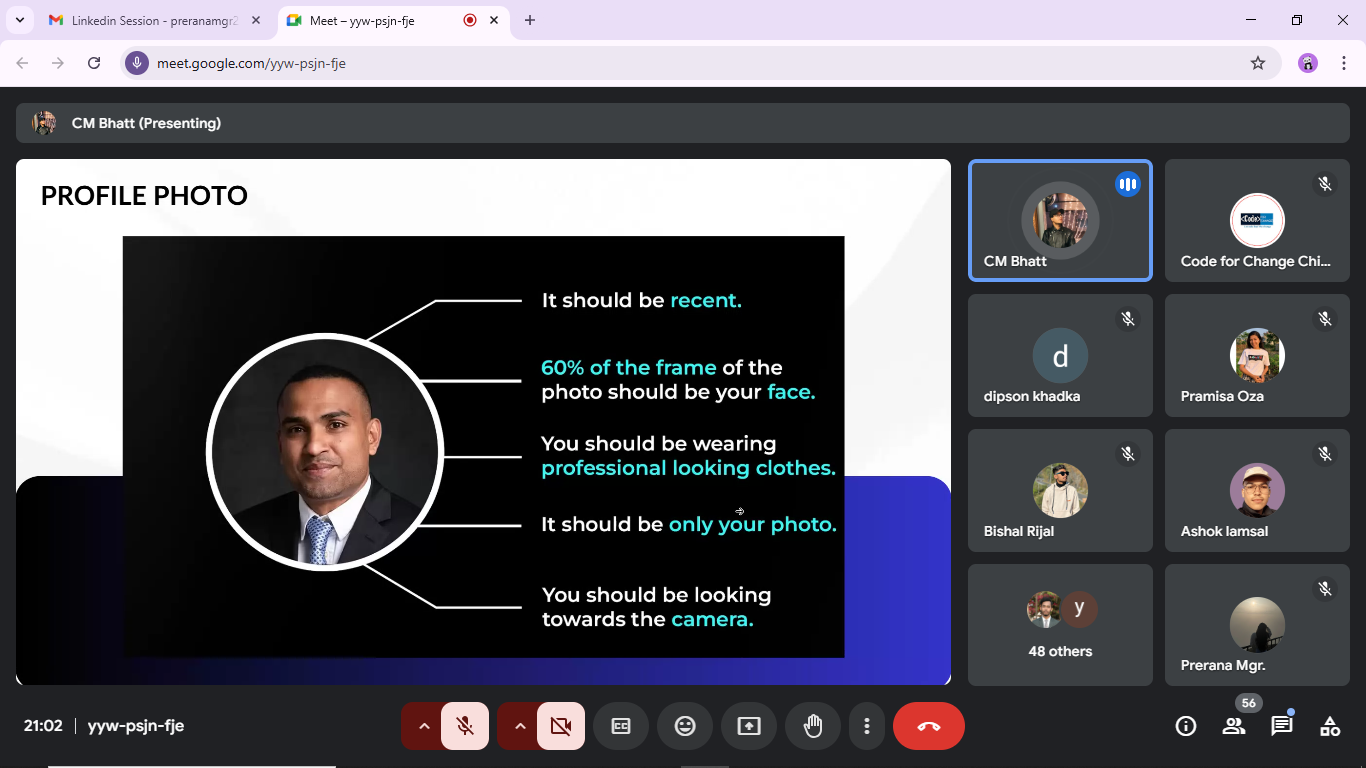 Linkedin Session - preranamgr2
Meet – yyw-psjn-fje
meet.google.com/yyw-psjn-fje
CM Bhatt (Presenting)
PROFILE PHOTO
It should be recent.
60% of the frame of the
photo should be your face.
You should be wearing
professional looking clothes.
It should be only your photo.
You should be looking
towards the camera.
CM Bhatt
Code for Change Chi...
d
dipson khadka
Pramisa Oza
Bishal Rijal
Ashok lamsal
y
48 others
Prerana Mgr.
21:02
yyw-psjn-fje
56